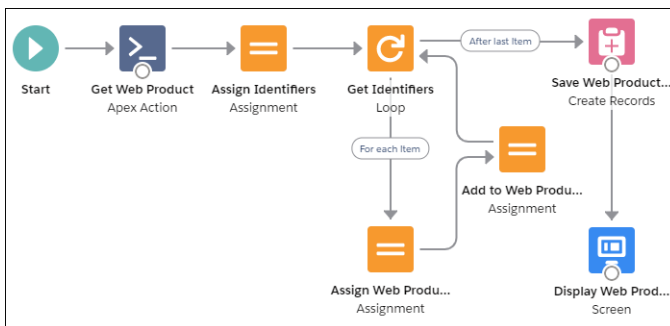 Start
Get Web Product
Apex Action
Assign Identifiers
Assignment
Get Identifiers
Loop
After last Item
Save Web Product...
Create Records
For each Item
Add to Web Produ...
Assignment
Assign Web Produ...
Assignment
Display Web Prod...
Screen